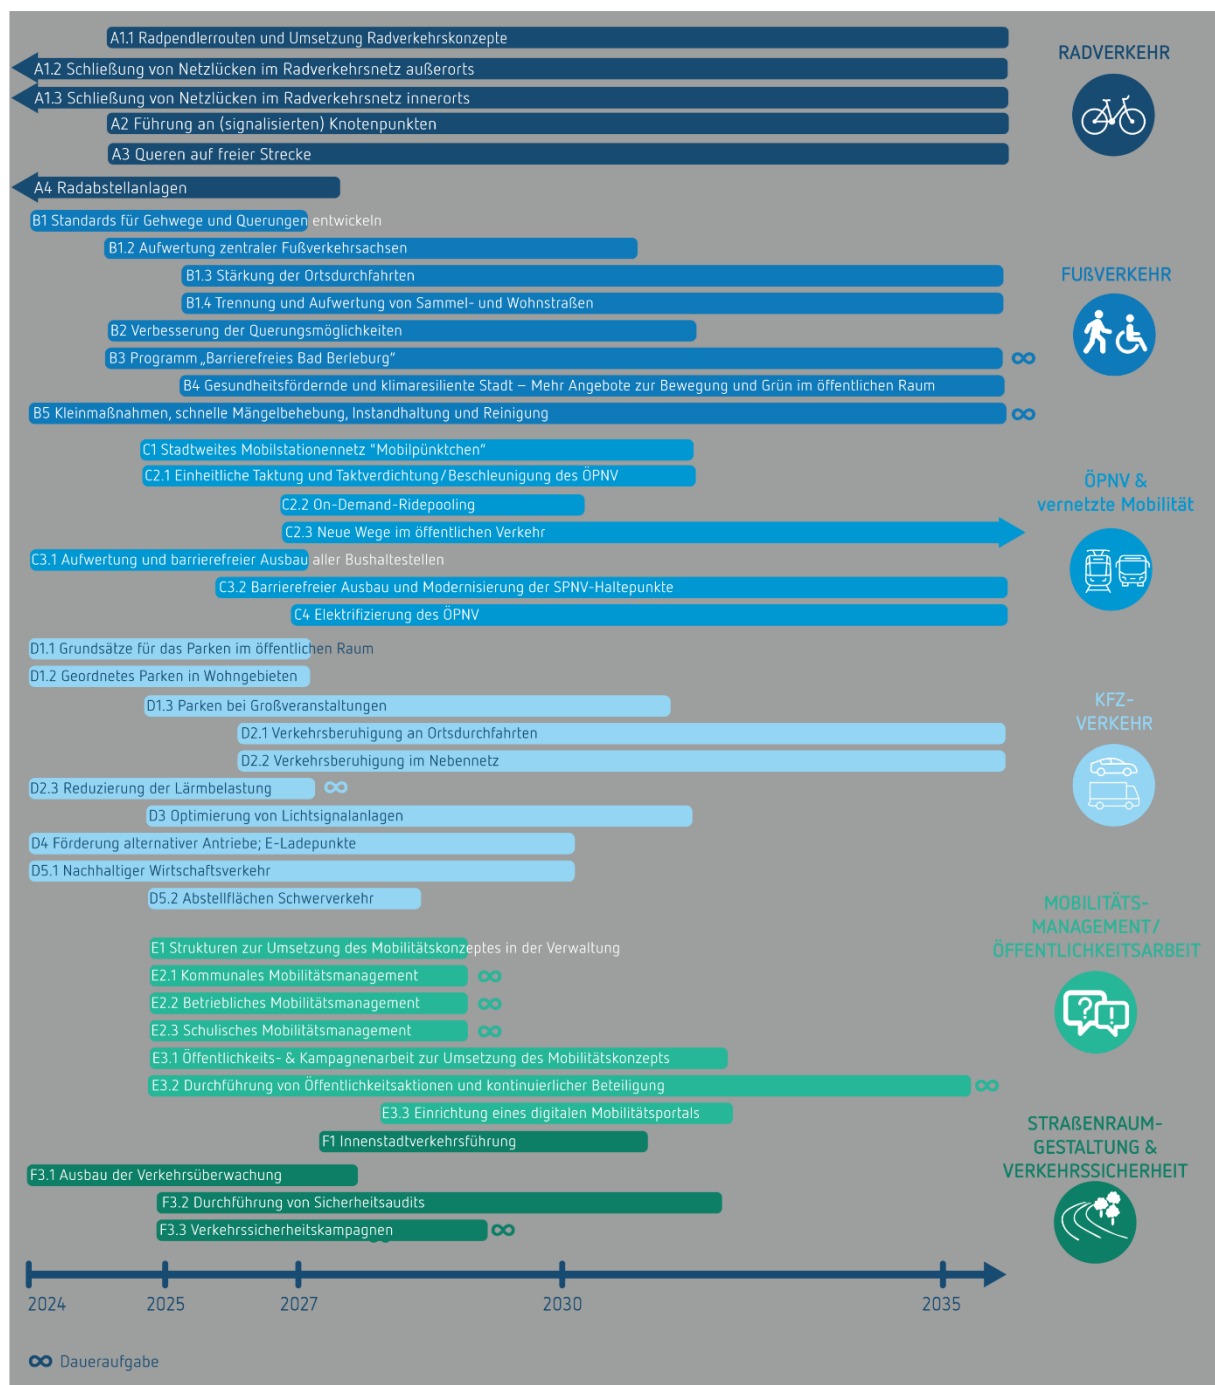 A1.1 Radpendlerrouten und Umsetzung Radverkehrskonzepte
A1.2 Schließung von Netzlücken im Radverkehrsnetz außerorts
A1.3 Schließung von Netzlücken im Radverkehrsnetz innerorts
A2 Führung an (signalisierten) Knotenpunkten
A3 Queren auf freier Strecke
A4 Radabstellanlagen
RADVERKEHR
B1 Standards für Gehwege und Querungen entwickeln
B1.2 Aufwertung zentraler Fußverkehrsachsen
B1.3 Stärkung der Ortsdurchfahrten
B1.4 Trennung und Aufwertung von Sammel- und Wohnstraßen
B2 Verbesserung der Querungsmöglichkeiten
B3 Programm „Barrierefreies Bad Berleburg“
B4 Gesundheitsfördernde und klimaresiliente Stadt – Mehr Angebote zur Bewegung und Grün im öffentlichen Raum
B5 Kleinmaßnahmen, schnelle Mängelbehebung, Instandhaltung und Reinigung
FUßVERKEHR
C1 Stadtweites Mobilstationennetz "Mobilpünktchen“
C2.1 Einheitliche Taktung und Taktverdichtung/Beschleunigung des ÖPNV
C2.2 On-Demand-Ridepooling
C2.3 Neue Wege im öffentlichen Verkehr
C3.1 Aufwertung und barrierefreier Ausbau aller Bushaltestellen
C3.2 Barrierefreier Ausbau und Modernisierung der SPNV-Haltepunkte
C4 Elektrifizierung des ÖPNV
ÖPNV &
vernetzte Mobilität
D1.1 Grundsätze für das Parken im öffentlichen Raum
D1.2 Geordnetes Parken in Wohngebieten
D1.3 Parken bei Großveranstaltungen
D2.1 Verkehrsberuhigung an Ortsdurchfahrten
D2.2 Verkehrsberuhigung im Nebennetz
D2.3 Reduzierung der Lärmbelastung
D3 Optimierung von Lichtsignalanlagen
D4 Förderung alternativer Antriebe; E-Ladepunkte
D5.1 Nachhaltiger Wirtschaftsverkehr
D5.2 Abstellflächen Schwerverkehr
KFZ-
VERKEHR
E1 Strukturen zur Umsetzung des Mobilitätskonzeptes in der Verwaltung
E2.1 Kommunales Mobilitätsmanagement
E2.2 Betriebliches Mobilitätsmanagement
E2.3 Schulisches Mobilitätsmanagement
E3.1 Öffentlichkeits- & Kampagnenarbeit zur Umsetzung des Mobilitätskonzepts
E3.2 Durchführung von Öffentlichkeitsaktionen und kontinuierlicher Beteiligung
E3.3 Einrichtung eines digitalen Mobilitätsportals
MOBILITÄTS-
MANAGEMENT/
ÖFFENTLICHKEITSARBEIT
F1 Innenstadtverkehrsführung
F3.1 Ausbau der Verkehrsüberwachung
F3.2 Durchführung von Sicherheitsaudits
F3.3 Verkehrssicherheitskampagnen
STRAßENRAUM-
GESTALTUNG &
VERKEHRSSICHERHEIT
2024 2025 2027 2030 2035
∞ Daueraufgabe